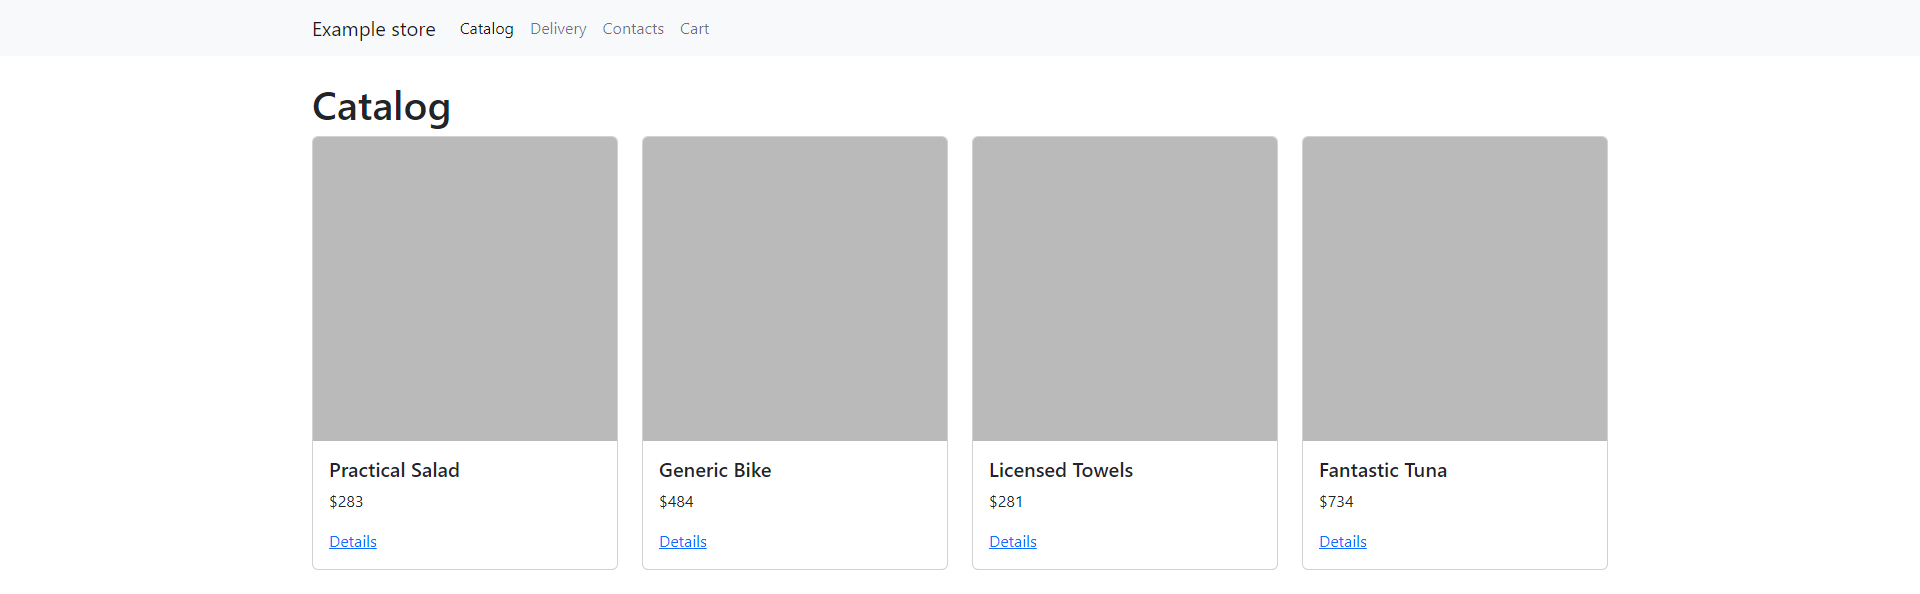 Example store Catalog Delivery Contacts Cart
Catalog
Practical Salad
$283
Details
Generic Bike
$484
Details
Licensed Towels
$281
Details
Fantastic Tuna
$734
Details